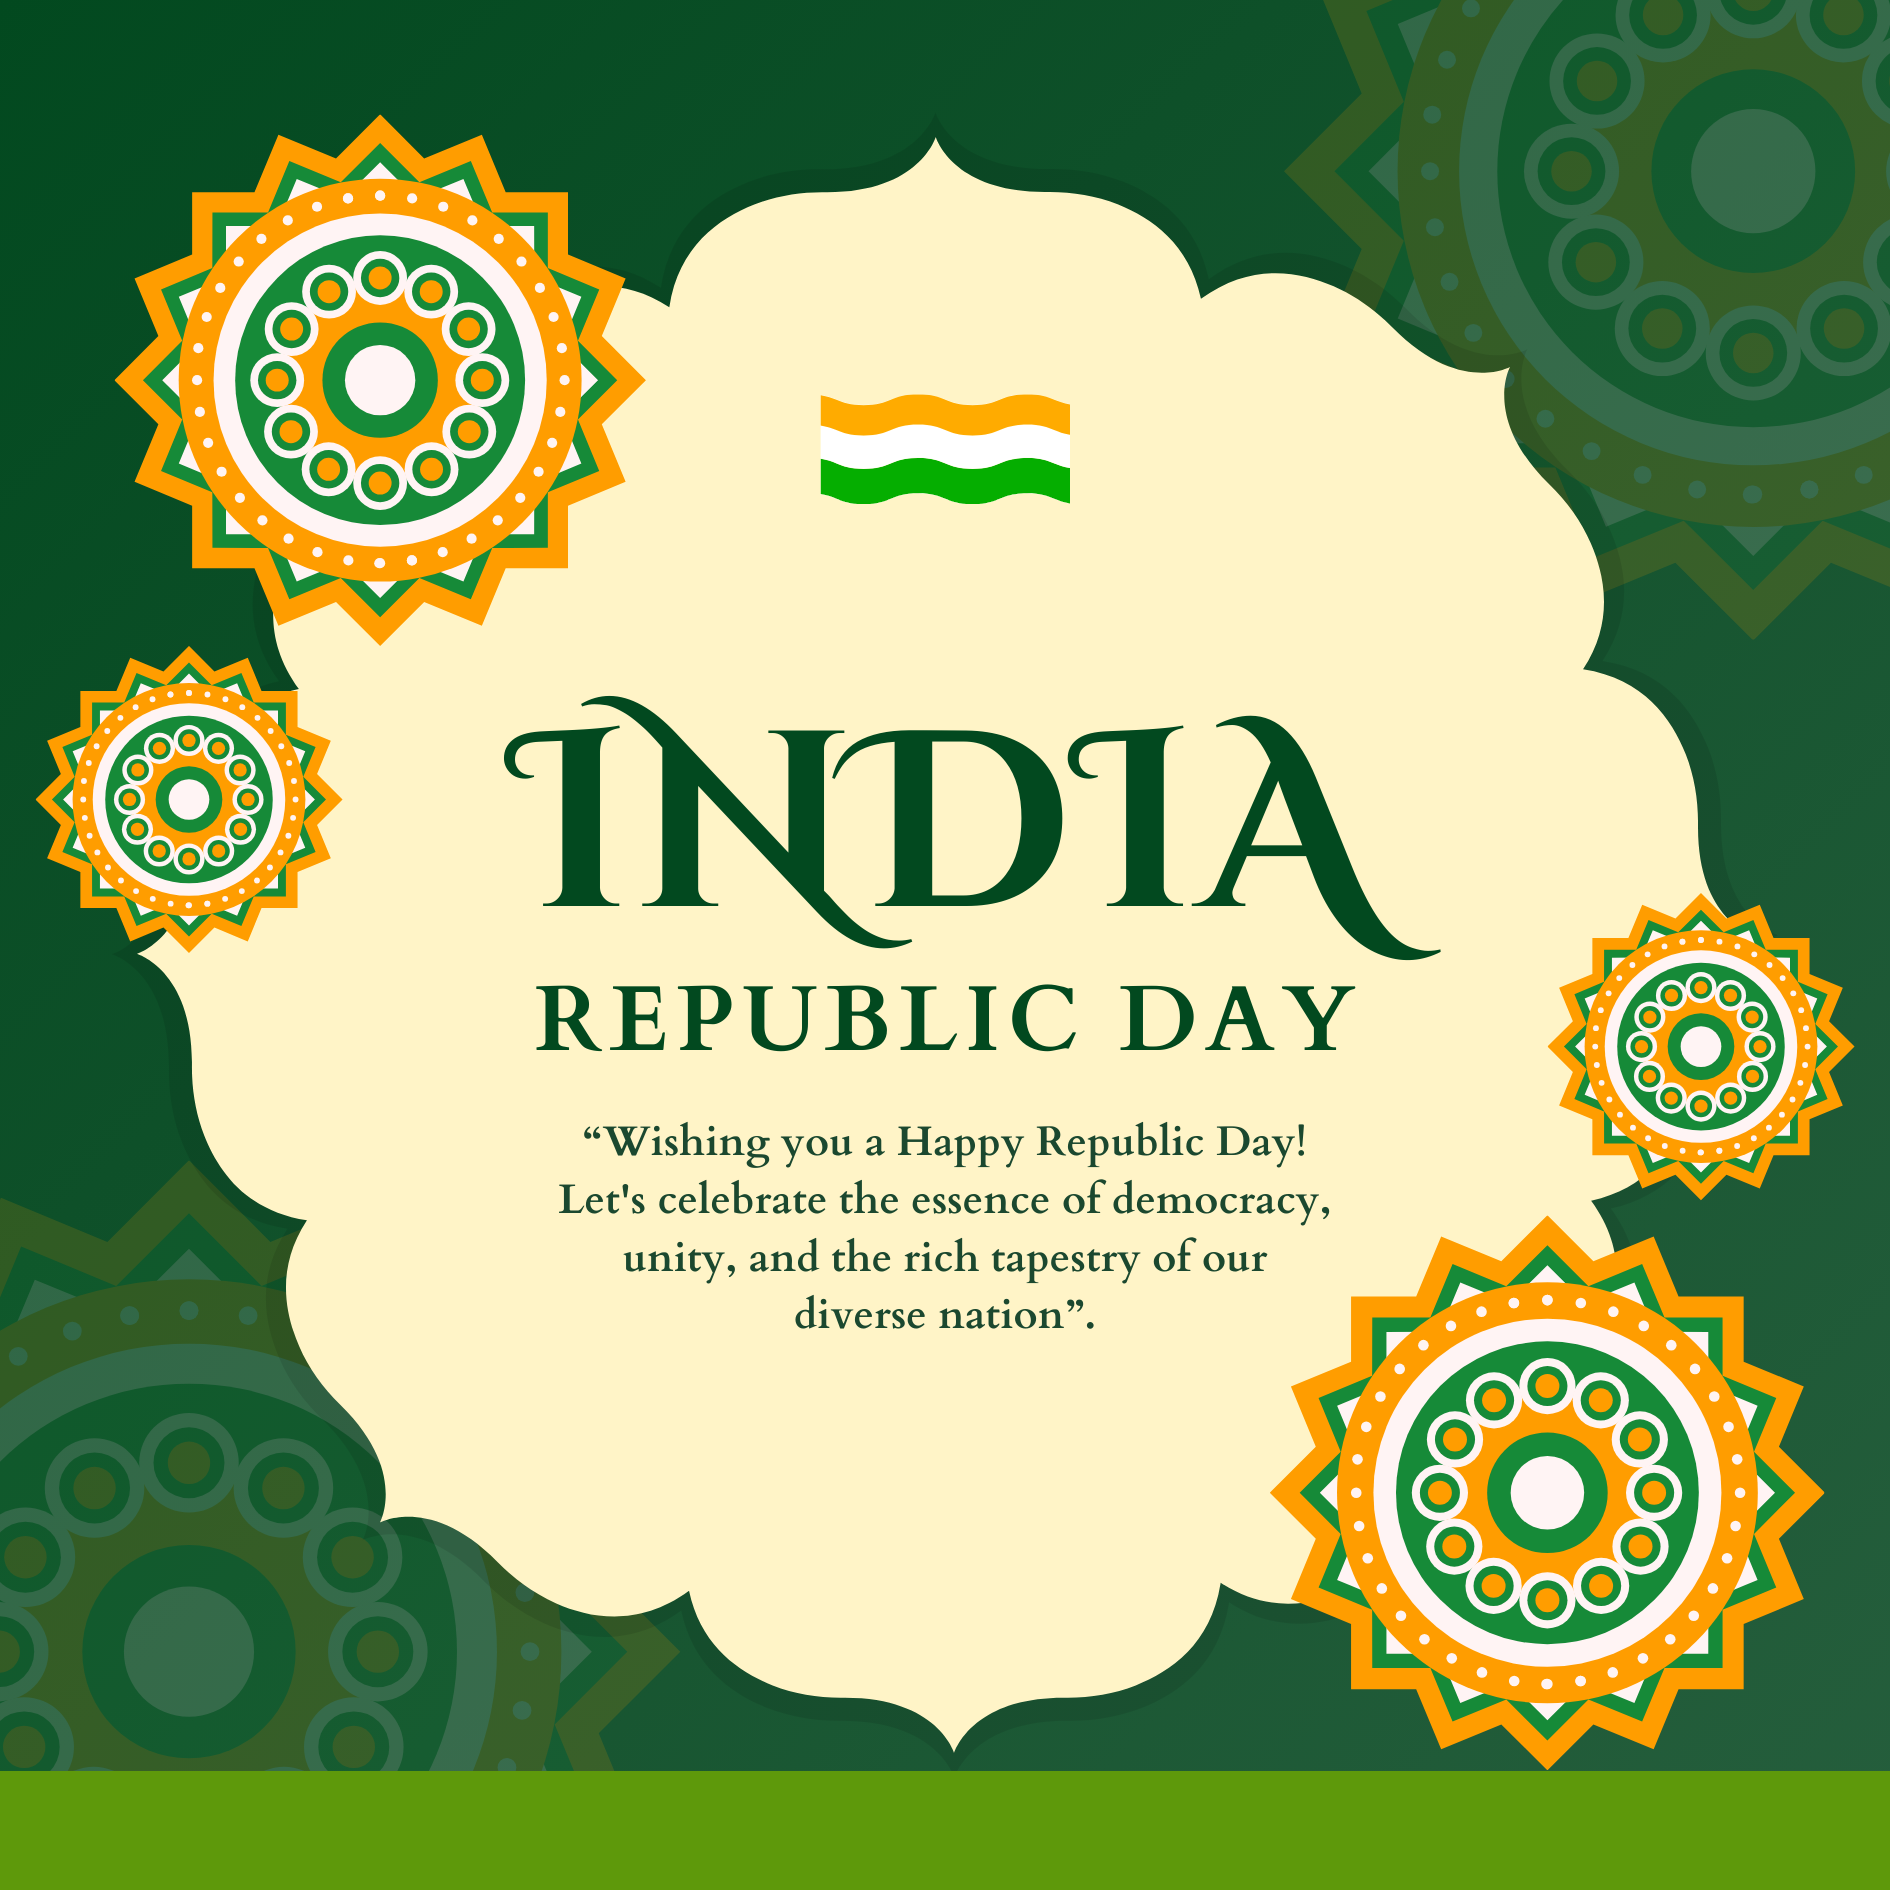 INDIA
REPUBLIC DAY
“Wishing you a Happy Republic Day!
Let's celebrate the essence of democracy,
unity, and the rich tapestry of our
diverse nation”.